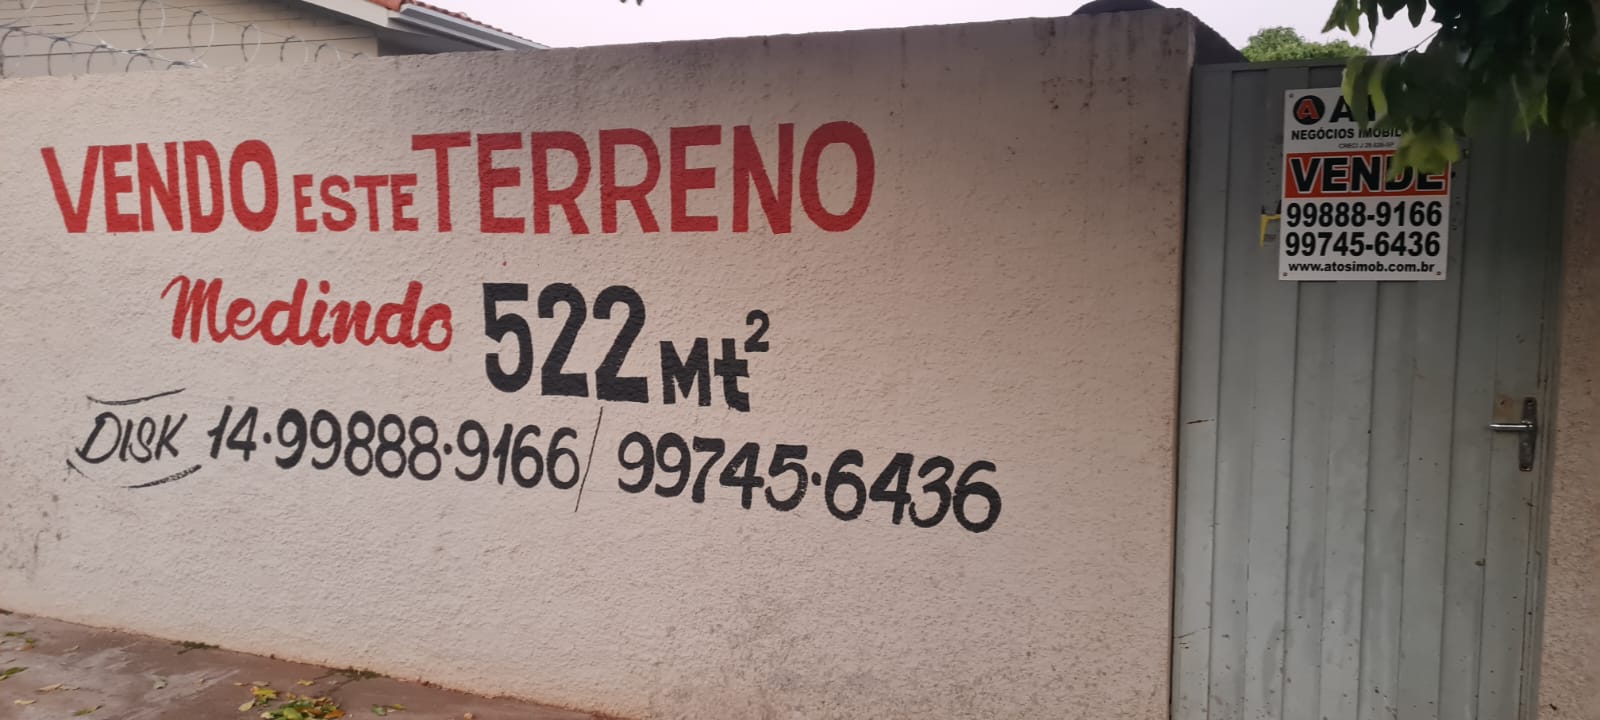 VENDO ESTE TERRENO
Medindo 522 Mt²
DISK 14.99888.9166/99745.6436
NEGÓCIOS
VENDE
99888-9166
99745-6436
www.atosimob.com.br